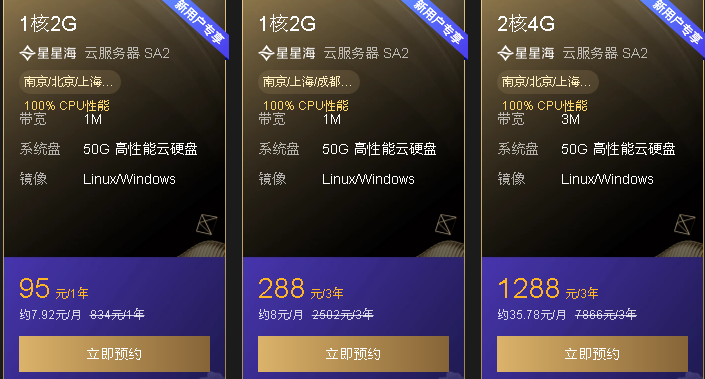 1核2G
新用户专享
星星海 云服务器 SA2
南京/北京/上海...
100% CPU性能
带宽 1M
系统盘 50G 高性能云硬盘
镜像 Linux/Windows
95 元/1年
约7.92元/月 834元/1年
立即预约
1核2G
新用户专享
星星海 云服务器 SA2
南京/上海/成都...
100% CPU性能
带宽 1M
系统盘 50G 高性能云硬盘
镜像 Linux/Windows
288 元/3年
约8元/月 2502元/3年
立即预约
2核4G
新用户专享
星星海 云服务器 SA2
南京/北京/上海...
100% CPU性能
带宽 3M
系统盘 50G 高性能云硬盘
镜像 Linux/Windows
1288 元/3年
约35.78元/月 7866元/3年
立即预约